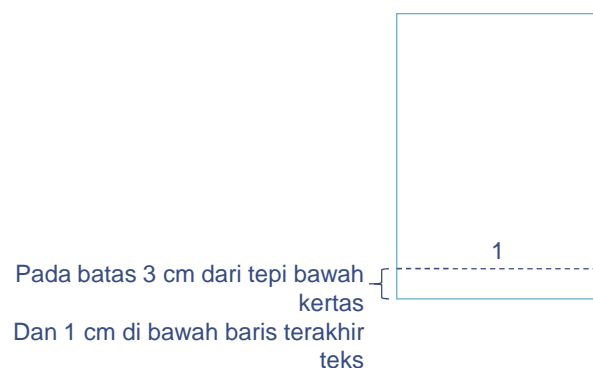 1
Pada batas 3 cm dari tepi bawah
kertas
Dan 1 cm di bawah baris terakhir
teks